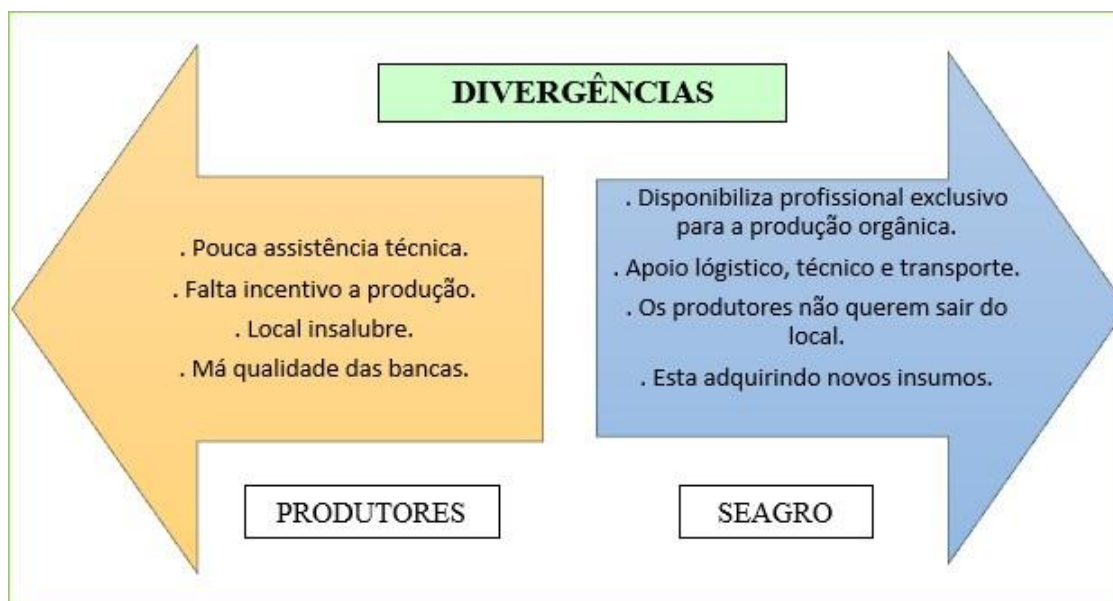 DIVERGÊNCIAS
. Pouca assistência técnica.
. Falta incentivo a produção.
. Local insalubre.
. Má qualidade das bancas.
PRODUTORES
. Disponibiliza profissional exclusivo
para a produção orgânica.
. Apoio lógistico, técnico e transporte.
. Os produtores não querem sair do
local.
. Esta adquirindo novos insumos.
SEAGRO